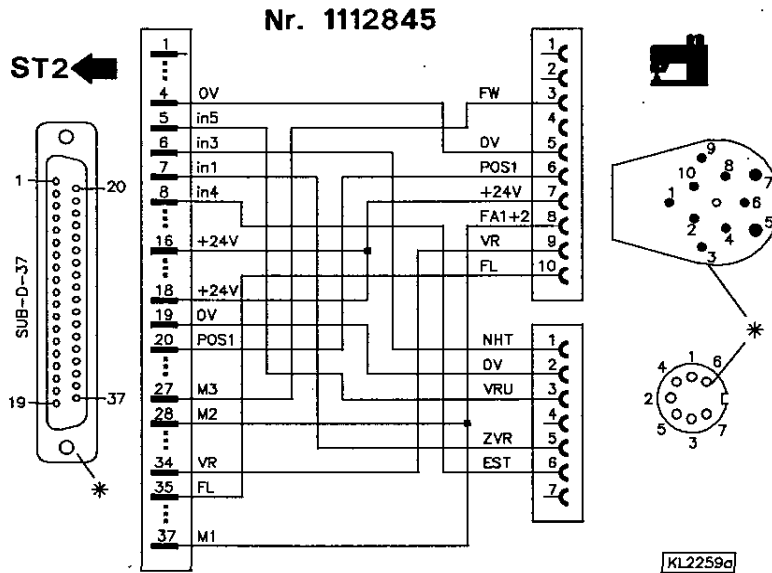 Nr. 1112845
ST2
SUB-D-37
1
20
19
37
1
4 0V
5 in5
6 in3
7 in1
8 in4
16 +24V
18 +24V
19 0V
20 POS1
27 M3
28 M2
34 VR
35 FL
37 M1
1
2
FW 3
4
0V 5
POS1 6
+24V 7
FA1+2 8
VR 9
FL 10
NHT 1
0V 2
VRU 3
4
ZVR 5
EST 6
7
9
10 8 7
1 6
2 4 5
3
*
1
4 6
2
5 7
3
*
KL2259a